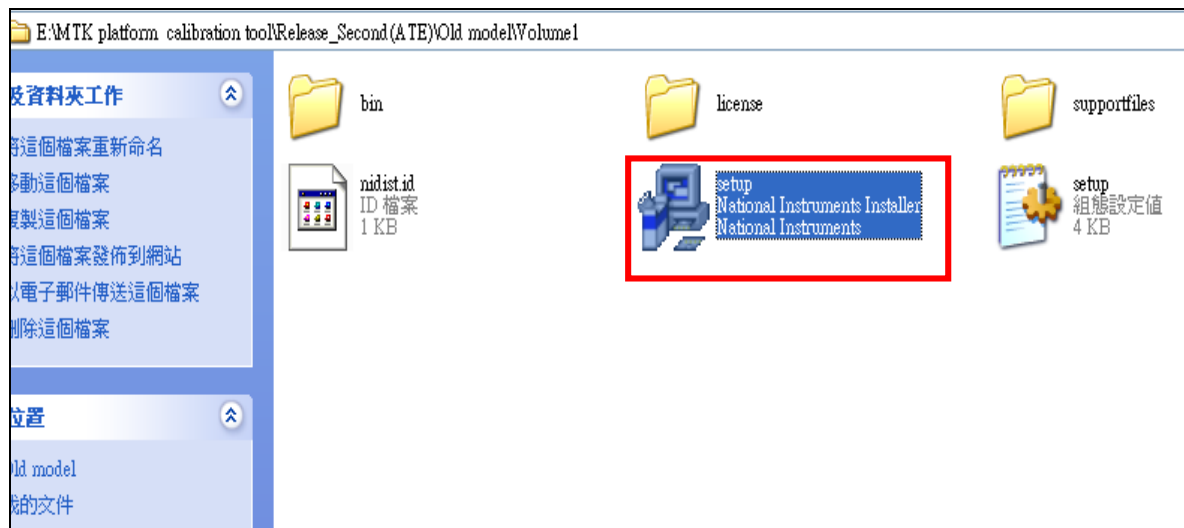 E:\MTK platform calibration tool\Release_Second(ATE)\Old model\Volume1
及資料夾工作
將這個檔案重新命名
移動這個檔案
複製這個檔案
將這個檔案發佈到網站
以電子郵件傳送這個檔案
刪除這個檔案
位置
Old model
我的文件
bin
license
supportfiles
nidist.id
ID 檔案
1 KB
setup
National Instruments Installer
National Instruments
setup
組態設定值
4 KB